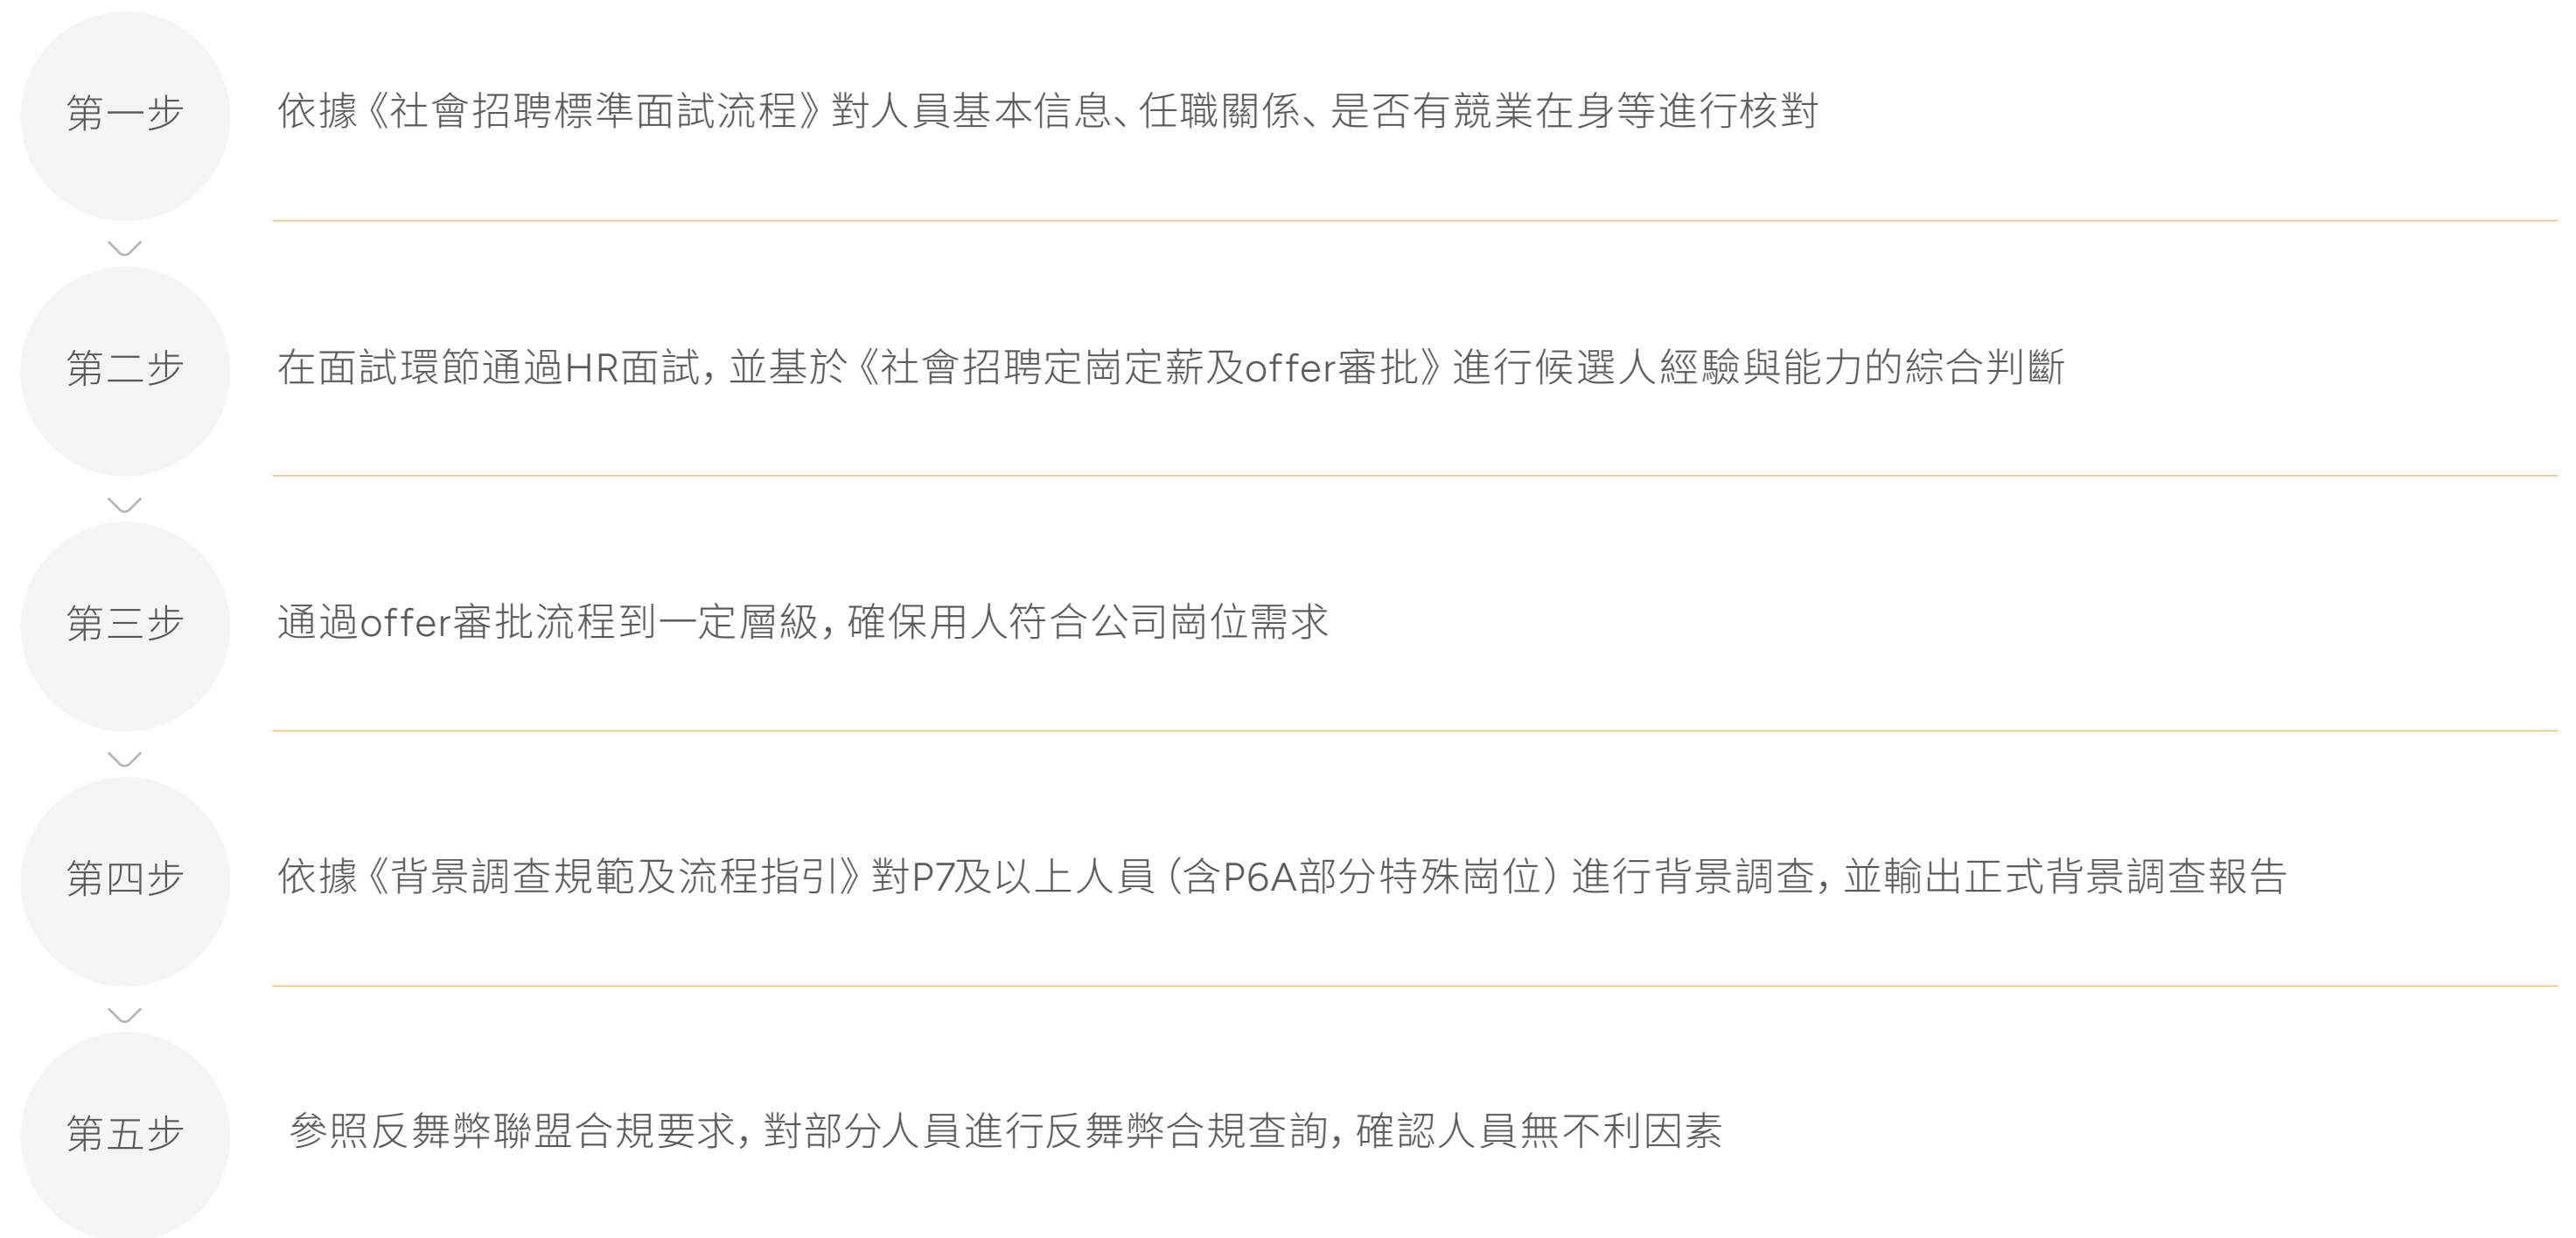 第一步
依據《社會招聘標準面試流程》對人員基本信息、任職關係、是否有競業在身等進行核對
第二步
在面試環節通過HR面試，並基於《社會招聘定崗定薪及offer審批》進行候選人經驗與能力的綜合判斷
第三步
通過offer審批流程到一定層級，確保用人符合公司崗位需求
第四步
依據《背景調查規範及流程指引》對P7及以上人員（含P6A部分特殊崗位）進行背景調查，並輸出正式背景調查報告
第五步
參照反舞弊聯盟合規要求，對部分人員進行反舞弊合規查詢，確認人員無不利因素